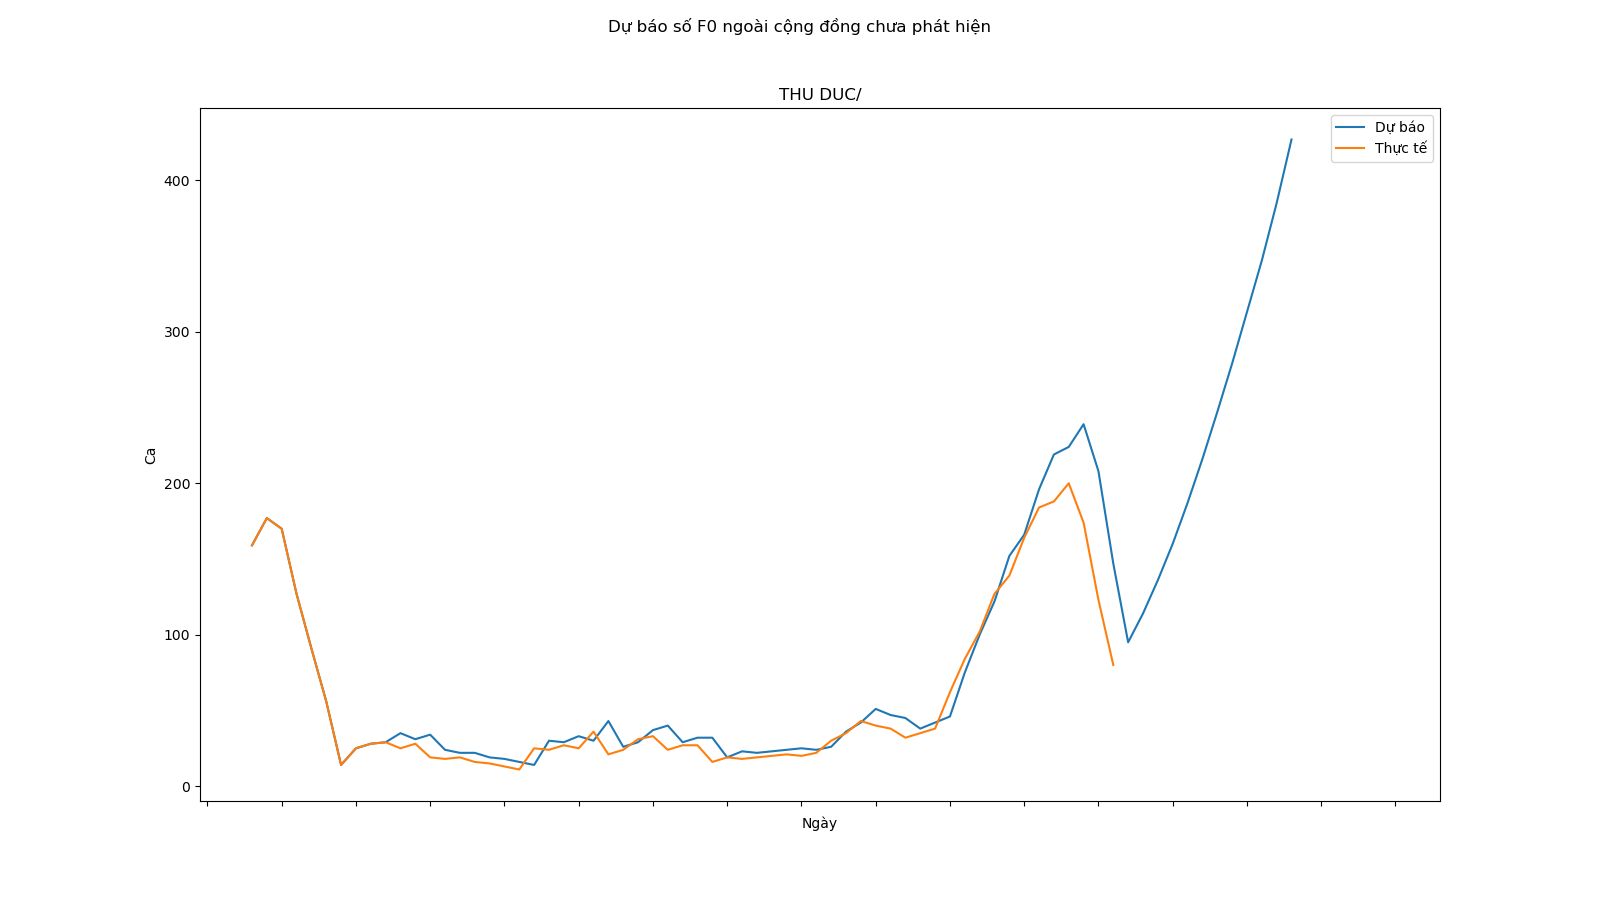 Dự báo số F0 ngoài cộng đồng chưa phát hiện
THU DUC/
Dự báo
Thực tế
400
300
200
100
0
Ca
Ngày